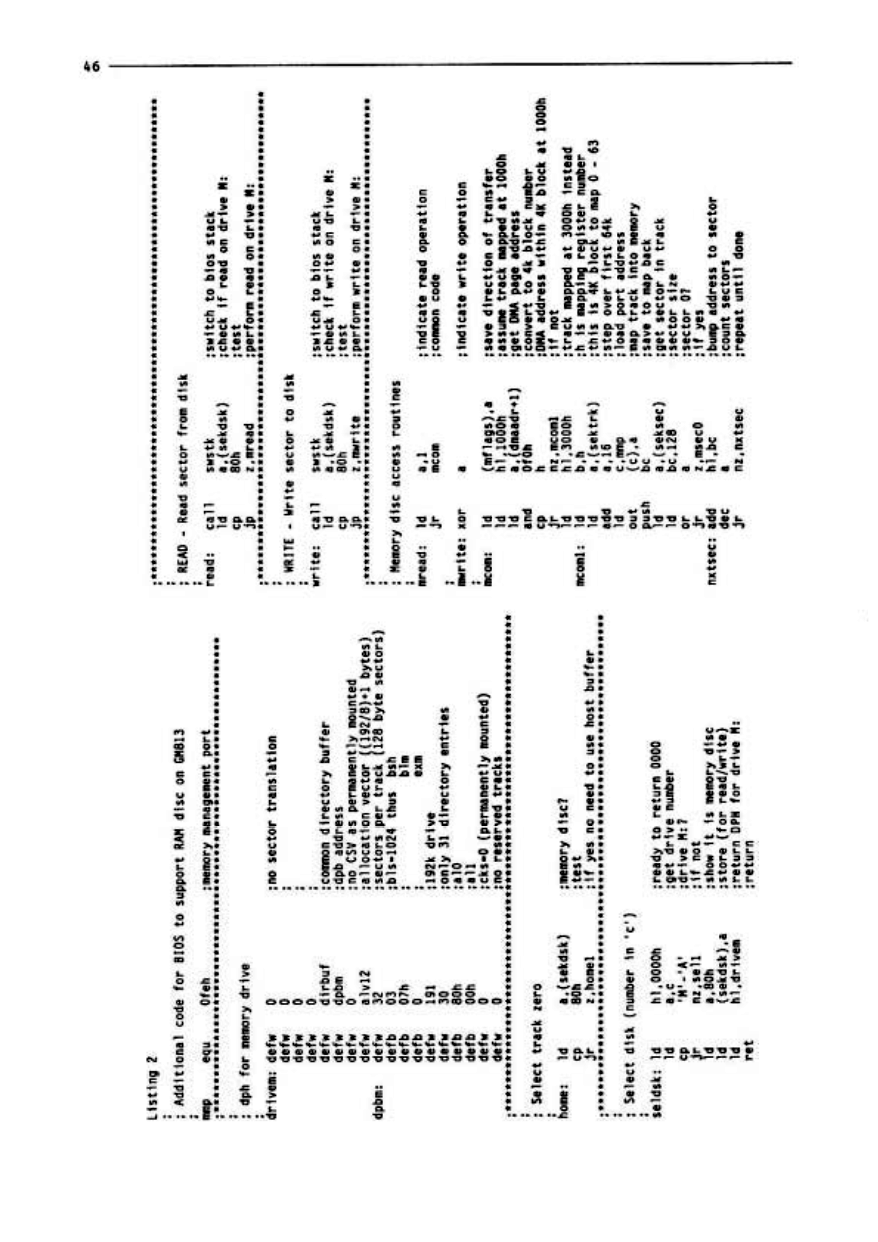 46
Listing 2
;
; Additional code for BIOS to support RAM disc on GM813
;
mmp equ 0feh ;memory management port
;****************************************************************
;
; dph for memory drive
;
drivem: defw 0 ;no sector translation
defw 0 ;
defw 0 ;
defw 0 ;
defw dirbuf ;common directory buffer
defw dpbm ;dpb address
defw 0 ;no CSV as permanently mounted
defw alv12 ;allocation vector ((192/8)+1 bytes)
dpbm: defw 32 ;sectors per track (128 byte sectors)
defb 03 ;bls=1024 thus bsh
defb 07h ; blm
defb 0 ; exm
defw 191 ;192k drive
defw 30 ;only 31 directory entries
defb 80h ;al0
defb 00h ;al1
defw 0 ;cks=0 (permanently mounted)
defw 0 ;no reserved tracks
;****************************************************************
;
; Select track zero
;
home: ld a,(sekdsk) ;memory disc?
cp 80h ;test
jr z,home1 ;if yes no need to use host buffer
;****************************************************************
;
; Select disk (number in 'c')
;
seldsk: ld hl,0000h ;ready to return 0000
ld a,c ;get drive number
cp 'M'-'A' ;drive M:?
jr nz,sel1 ;if not
ld a,80h ;show it is memory disc
ld (sekdsk),a ;store (for read/write)
ld hl,drivem ;return DPH for drive M:
ret ;return
;****************************************************************
;
; READ - Read sector from disk
;
read: call swstk ;switch to bios stack
ld a,(sekdsk) ;check if read on drive M:
cp 80h ;test
jp z,mread ;perform read on drive M:
;****************************************************************
;
; WRITE - Write sector to disk
;
write: call swstk ;switch to bios stack
ld a,(sekdsk) ;check if write on drive M:
cp 80h ;test
jp z,mwrite ;perform write on drive M:
;****************************************************************
;
; Memory disc access routines
;
mread: ld a,1 ;indicate read operation
jr mcom ;common code
;
mwrite: xor a ;indicate write operation
;
mcom: ld (mflags),a ;save direction of transfer
ld hl,1000h ;assume track mapped at 1000h
ld a,(dmaadr+1) ;get DMA page address
and 0f0h ;convert to 4k block number
cp h ;DMA address within 4K block at 1000h
jr nz,mcom1 ;if not
ld hl,3000h ;track mapped at 3000h instead
mcom1: ld b,h ;h is mapping register number
ld a,(sektrk) ;this is 4K block to map 0 - 63
add a,16 ;step over first 64k
ld c,mmp ;load port address
out (c),a ;map track into memory
push bc ;save to map back
ld a,(seksec) ;get sector in track
ld bc,128 ;sector size
or a ;sector 0?
jr z,msec0 ;if yes
nxtsec: add hl,bc ;bump address to sector
dec a ;count sectors
jr nz,nxtsec ;repeat until done